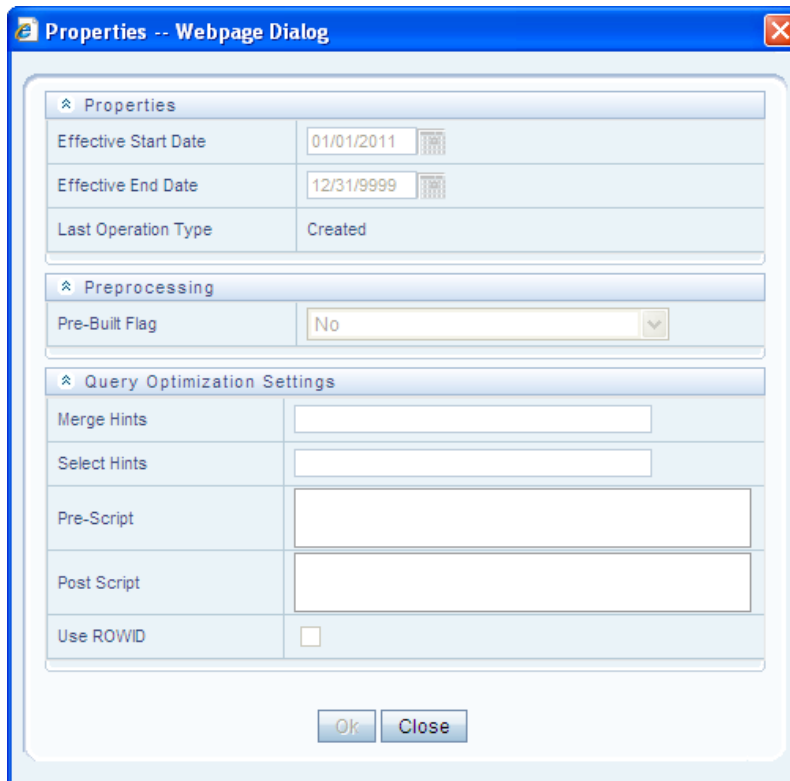 Properties -- Webpage Dialog
Properties
Effective Start Date 01/01/2011
Effective End Date 12/31/9999
Last Operation Type Created
Preprocessing
Pre-Built Flag No
Query Optimization Settings
Merge Hints
Select Hints
Pre-Script
Post Script
Use ROWID
Ok Close